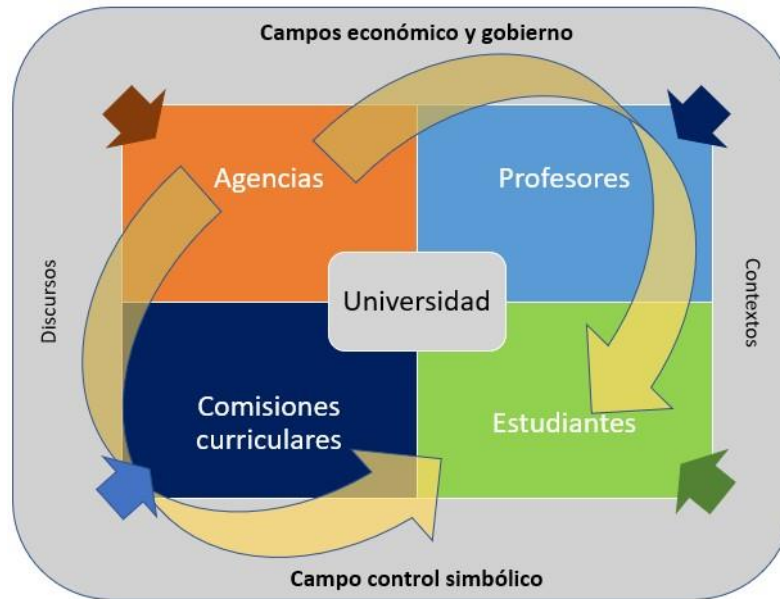 Campos económico y gobierno
Agencias
Profesores
Discursos
Universidad
Contextos
Comisiones
curriculares
Estudiantes
Campo control simbólico